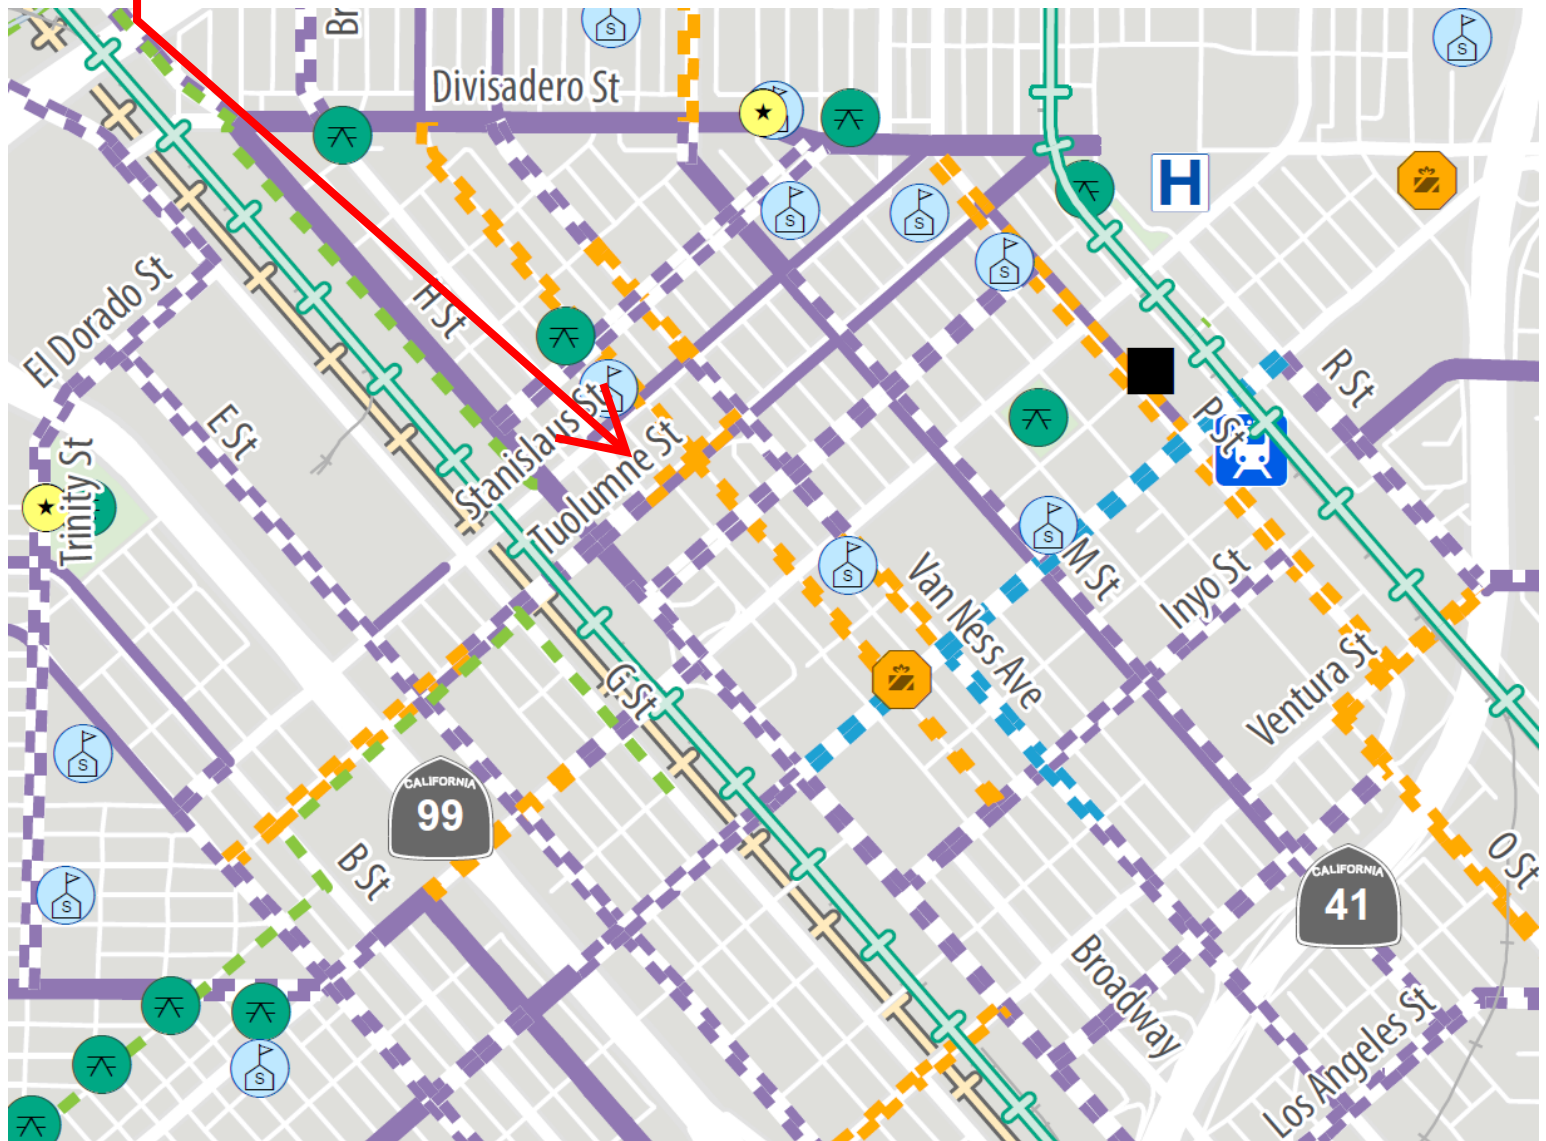 Br
Divisadero St
S
S
S
H
S
S
S
El Dorado St
H St
R St
E St
S
Stanislaus St
Tuolumne St
P St
Trinity St
S
M St
S
Van Ness Ave
Inyo St
G St
Ventura St
S
CALIFORNIA
99
B St
O St
S
CALIFORNIA
41
Broadway
Los Angeles St
S